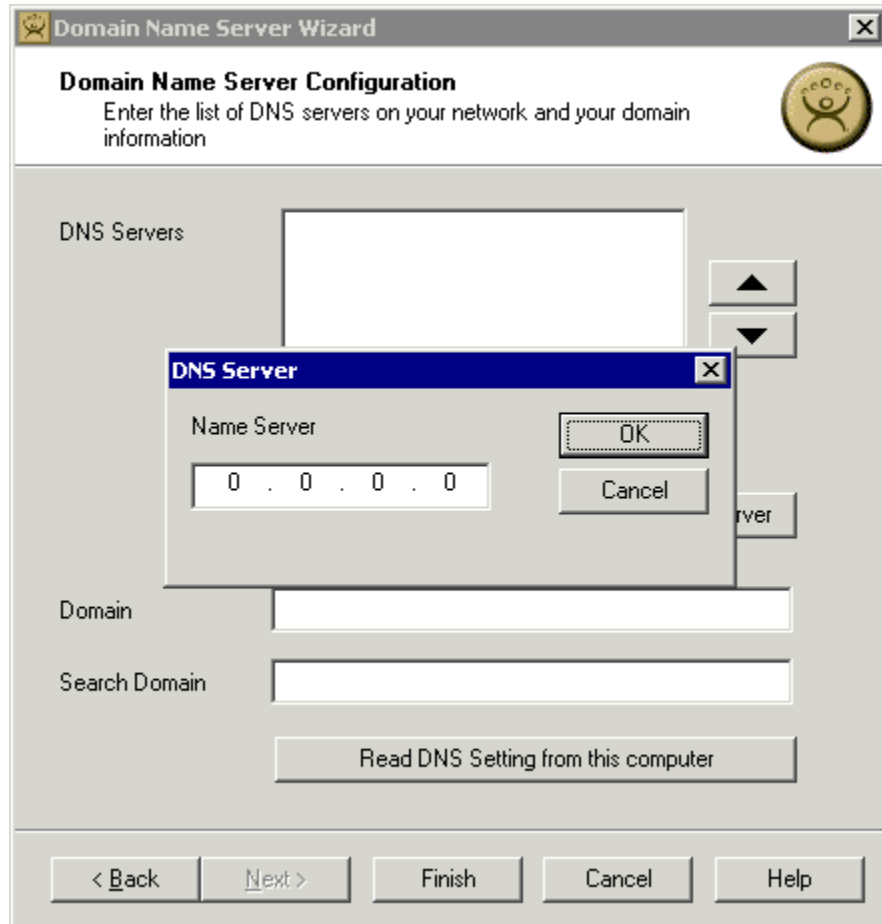 Domain Name Server Wizard
Domain Name Server Configuration
Enter the list of DNS servers on your network and your domain
information
DNS Servers
DNS Server
Name Server
OK
0 . 0 . 0 . 0
Cancel
rver
Domain
Search Domain
Read DNS Setting from this computer
< Back
Next >
Finish
Cancel
Help